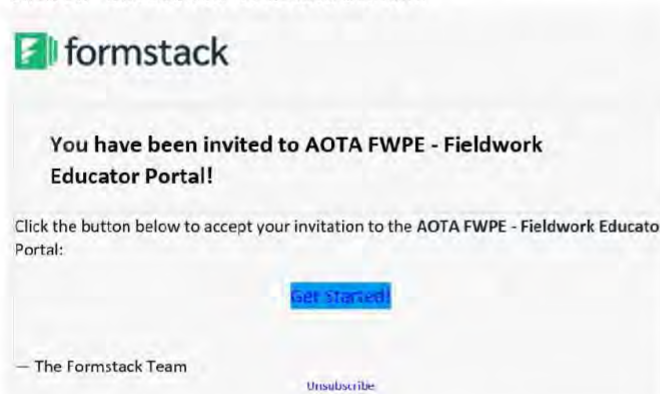 formstack
You have been invited to AOTA FWPE - Fieldwork
Educator Portal!
Click the button below to accept your invitation to the AOTA FWPE - Fieldwork Educato
Portal:
Get Started!
— The Formstack Team
Unsubscribe